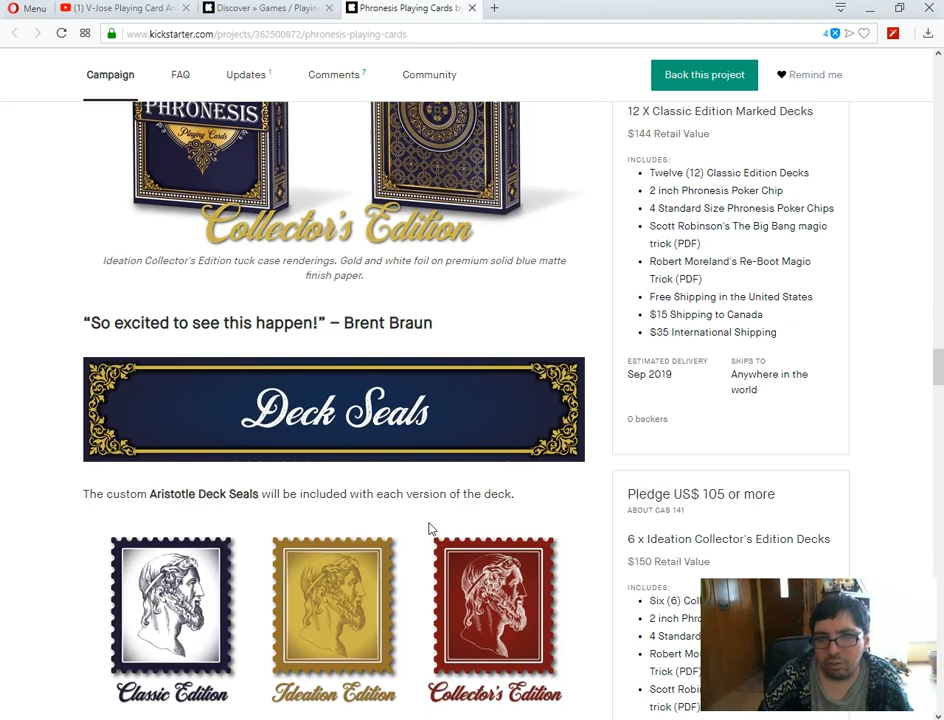 Menu
(1) V-Jose Playing Card Ar
Discover » Games / Playin
Phronesis Playing Cards b
www.kickstarter.com/projects/362500872/phronesis-playing-cards
4
Campaign
FAQ
Updates 1
Comments 7
Community
Back this project
Remind me
PHRONESIS
Playing Cards
Collector's Edition
Ideation Collector's Edition tuck case renderings. Gold and white foil on premium solid blue matte
finish paper.
“So excited to see this happen!” – Brent Braun
Deck Seals
The custom Aristotle Deck Seals will be included with each version of the deck.
Classic Edition
Ideation Edition
Collector's Edition
12 X Classic Edition Marked Decks
$144 Retail Value
INCLUDES:
• Twelve (12) Classic Edition Decks
• 2 inch Phronesis Poker Chip
• 4 Standard Size Phronesis Poker Chips
• Scott Robinson's The Big Bang magic
trick (PDF)
• Robert Moreland's Re-Boot Magic
Trick (PDF)
• Free Shipping in the United States
• $15 Shipping to Canada
• $35 International Shipping
ESTIMATED DELIVERY
Sep 2019
SHIPS TO
Anywhere in the
world
0 backers
Pledge US$ 105 or more
ABOUT CA$ 141
6 x Ideation Collector's Edition Decks
$150 Retail Value
INCLUDES:
• Six (6) Coll
• 2 inch Phr
• 4 Standard
• Robert Mo
Trick (PDF
• Scott Robi
trick (PDF)